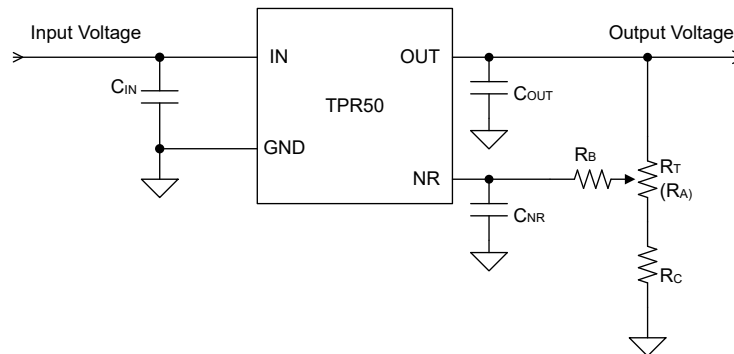 Input Voltage
Output Voltage
IN
OUT
CIN
COUT
TPR50
GND
RB
RT
(RA)
NR
CNR
RC